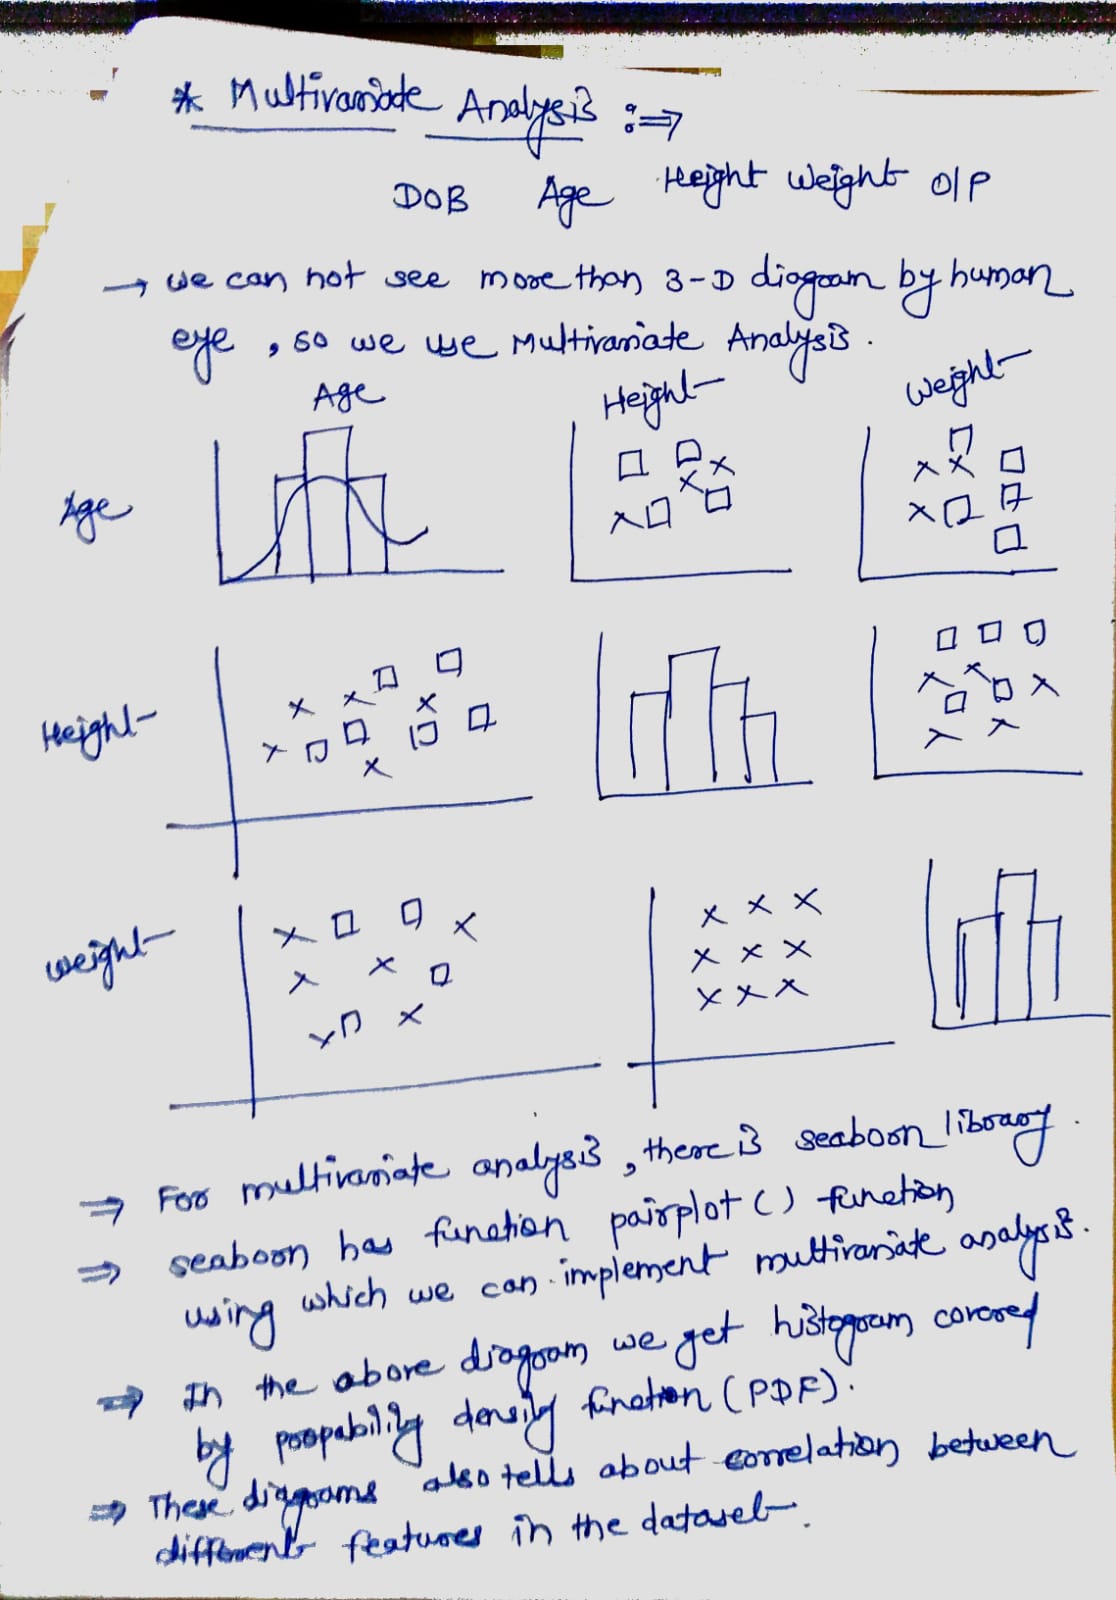 * Multivariate Analysis :⇒
DOB Age Height Weight O/P
→ we can not see more than 3-D diagram by human
eye, so we use Multivariate Analysis.
Age Height Weight
Age
Height
Weight
⇒ For multivariate analysis, there is seaborn library.
⇒ seaborn has function pairplot() function
using which we can implement multivariate analysis.
⇒ In the above diagram we get histogram covered
by propability density function (PDF).
⇒ These diagrams also tells about correlation between
different features in the dataset.